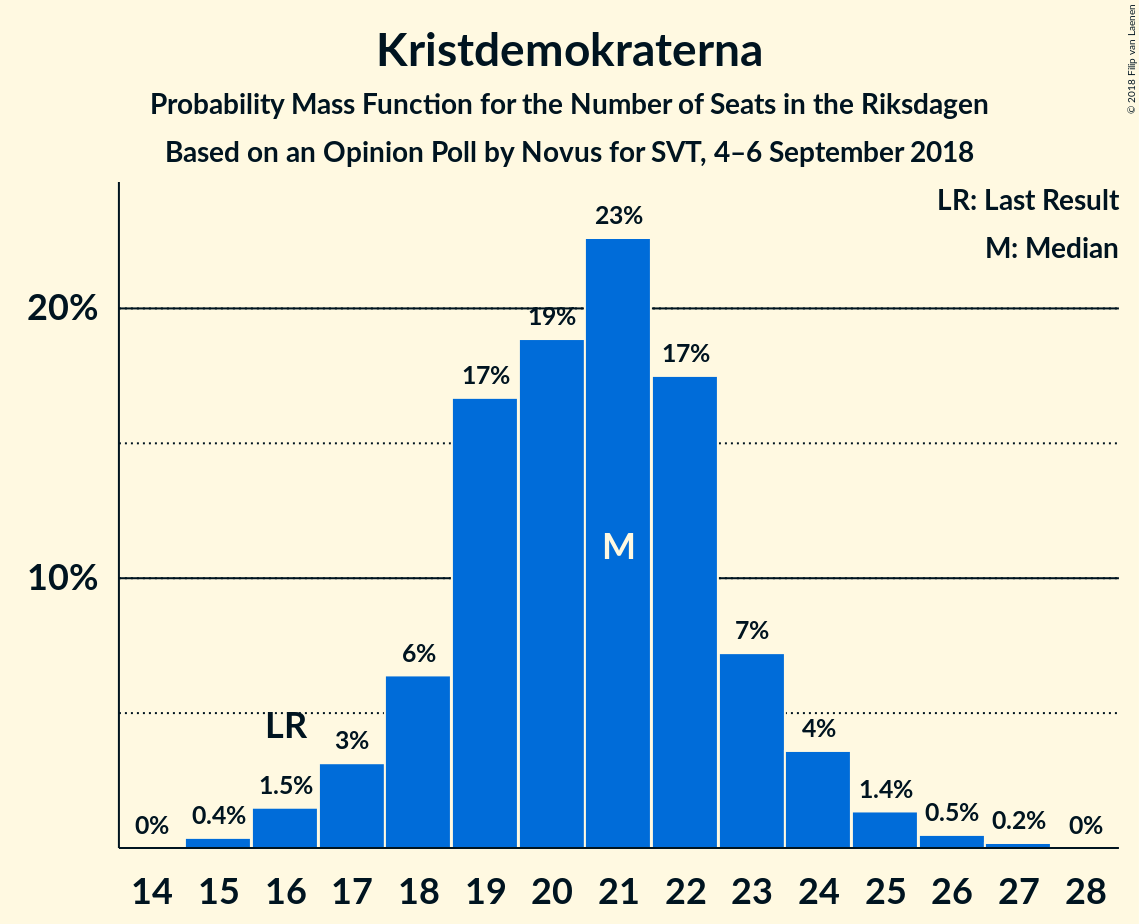 Kristdemokraterna
Probability Mass Function for the Number of Seats in the Riksdagen
Based on an Opinion Poll by Novus for SVT, 4–6 September 2018
© 2018 Filip van Laenen
LR: Last Result
M: Median
20%
10%
0%
0.4%
1.5%
LR
3%
6%
17%
19%
23%
M
17%
7%
4%
1.4%
0.5%
0.2%
0%
14 15 16 17 18 19 20 21 22 23 24 25 26 27 28